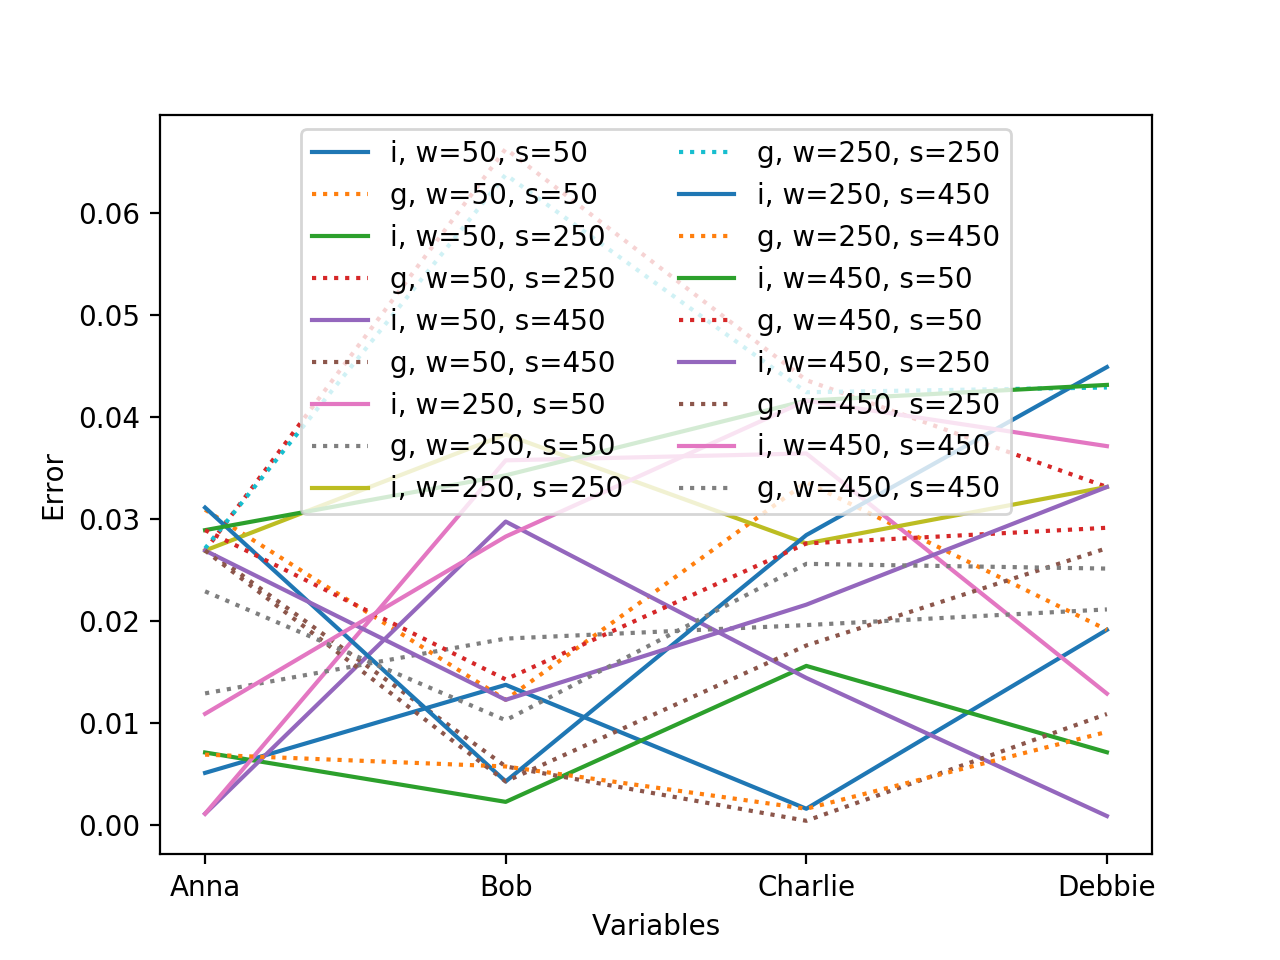 0.06
0.05
0.04
0.03
0.02
0.01
0.00
Error
i, w=50, s=50
g, w=50, s=50
i, w=50, s=250
g, w=50, s=250
i, w=50, s=450
g, w=50, s=450
i, w=250, s=50
g, w=250, s=50
i, w=250, s=250
g, w=250, s=250
i, w=250, s=450
g, w=250, s=450
i, w=450, s=50
g, w=450, s=50
i, w=450, s=250
g, w=450, s=250
i, w=450, s=450
g, w=450, s=450
Anna Bob Charlie Debbie
Variables